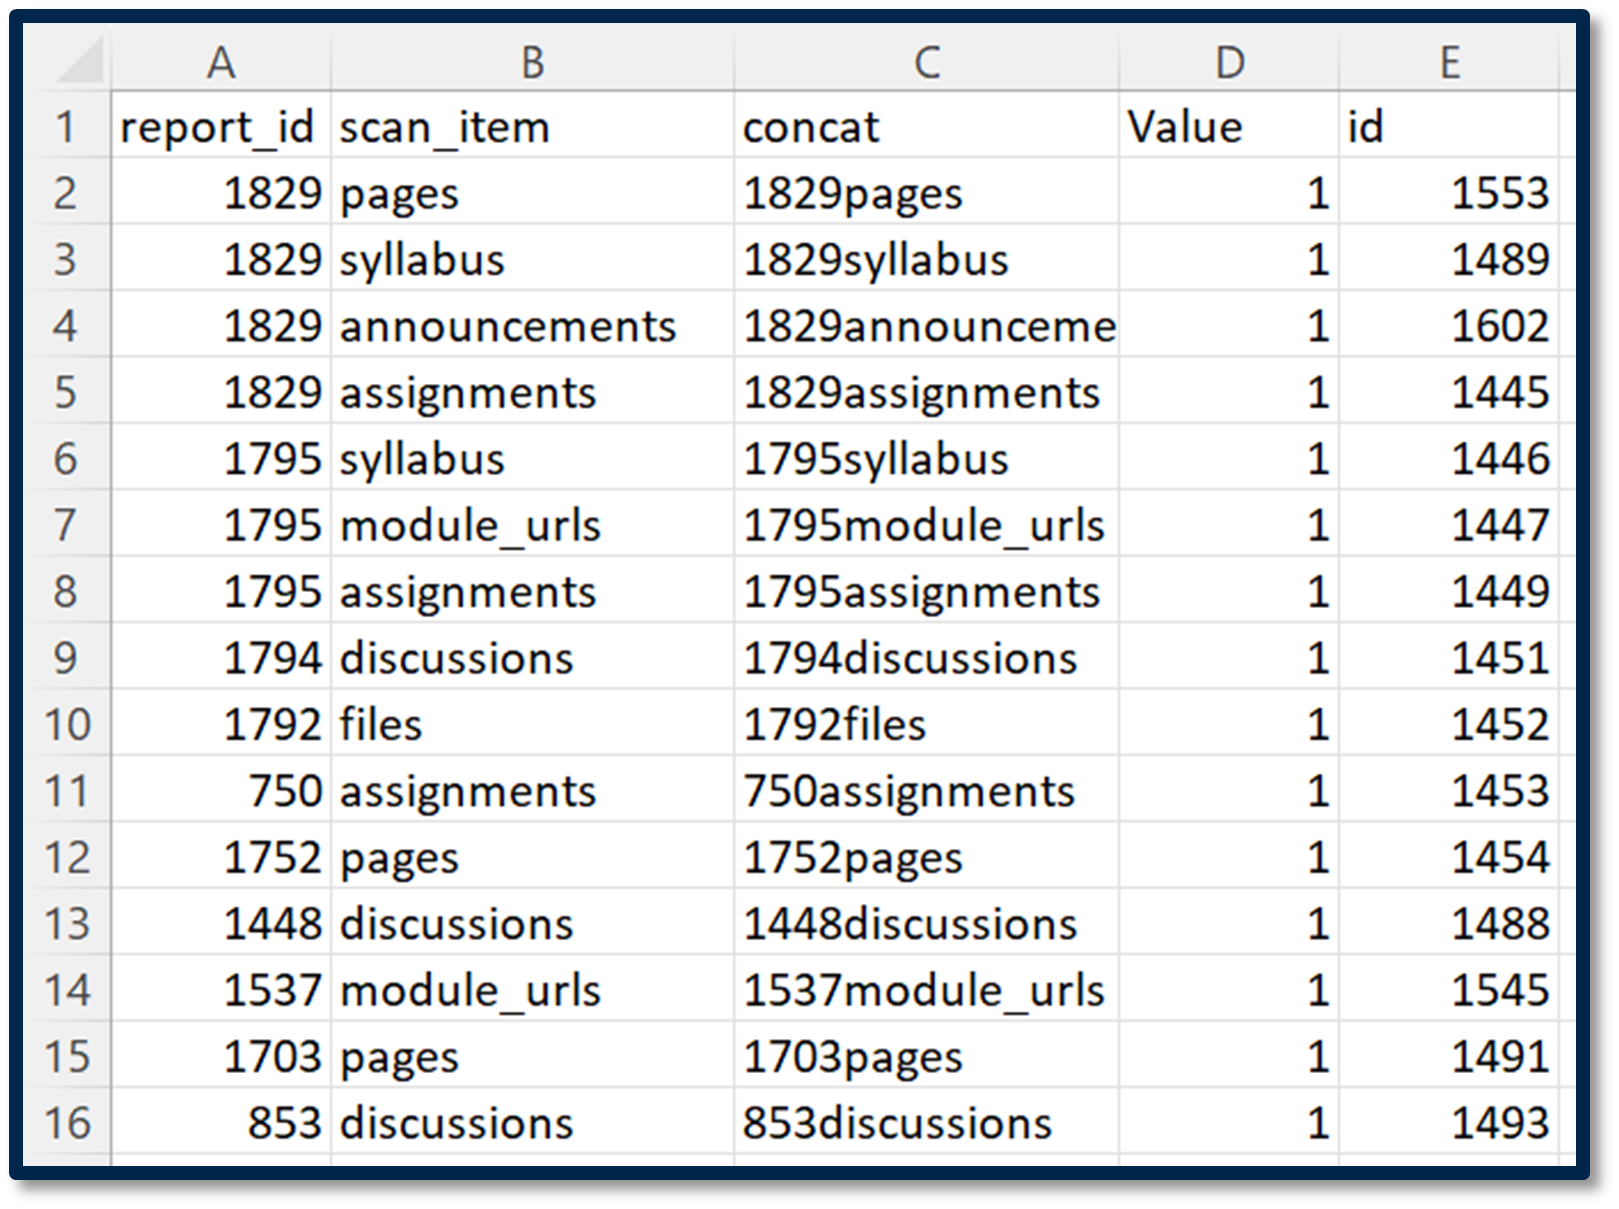 A B C D E
1 report_id scan_item concat Value id
2 1829 pages 1829pages 1 1553
3 1829 syllabus 1829syllabus 1 1489
4 1829 announcements 1829announceme 1 1602
5 1829 assignments 1829assignments 1 1445
6 1795 syllabus 1795syllabus 1 1446
7 1795 module_urls 1795module_urls 1 1447
8 1795 assignments 1795assignments 1 1449
9 1794 discussions 1794discussions 1 1451
10 1792 files 1792files 1 1452
11 750 assignments 750assignments 1 1453
12 1752 pages 1752pages 1 1454
13 1448 discussions 1448discussions 1 1488
14 1537 module_urls 1537module_urls 1 1545
15 1703 pages 1703pages 1 1491
16 853 discussions 853discussions 1 1493